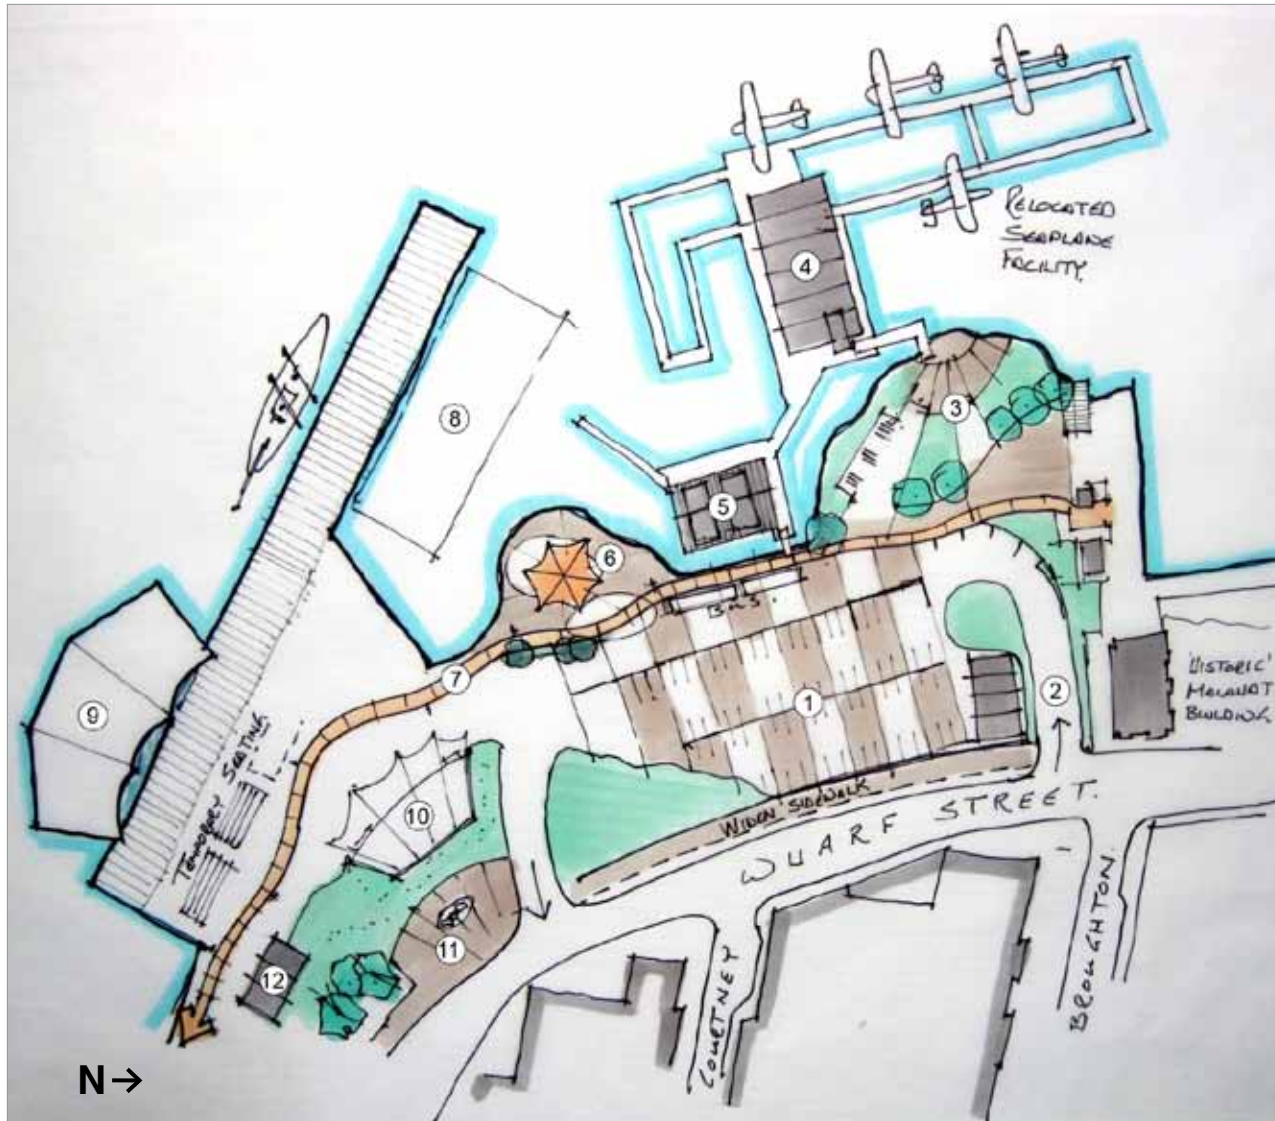 4
RELOCATED
SEAPLANE
FACILITY.
3
8
5
6
BUS.
7
1
2
'HISTORIC'
MALAHAT
BUILDING
9
TEMPORARY SEATING
10
WIDEN SIDEWALK
WHARF STREET.
11
12
COURTNEY
BROUGHTON.
N→